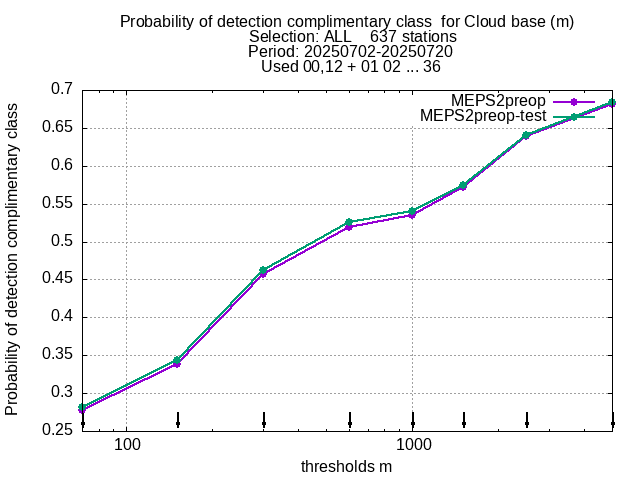 Probability of detection complimentary class  for Cloud base (m)
Selection: ALL    637 stations
Period: 20250702-20250720
Used 00,12 + 01 02 ... 36
Probability of detection complimentary class
0.7
0.65
0.6
0.55
0.5
0.45
0.4
0.35
0.3
0.25
MEPS2preop
MEPS2preop-test
100
1000
thresholds m